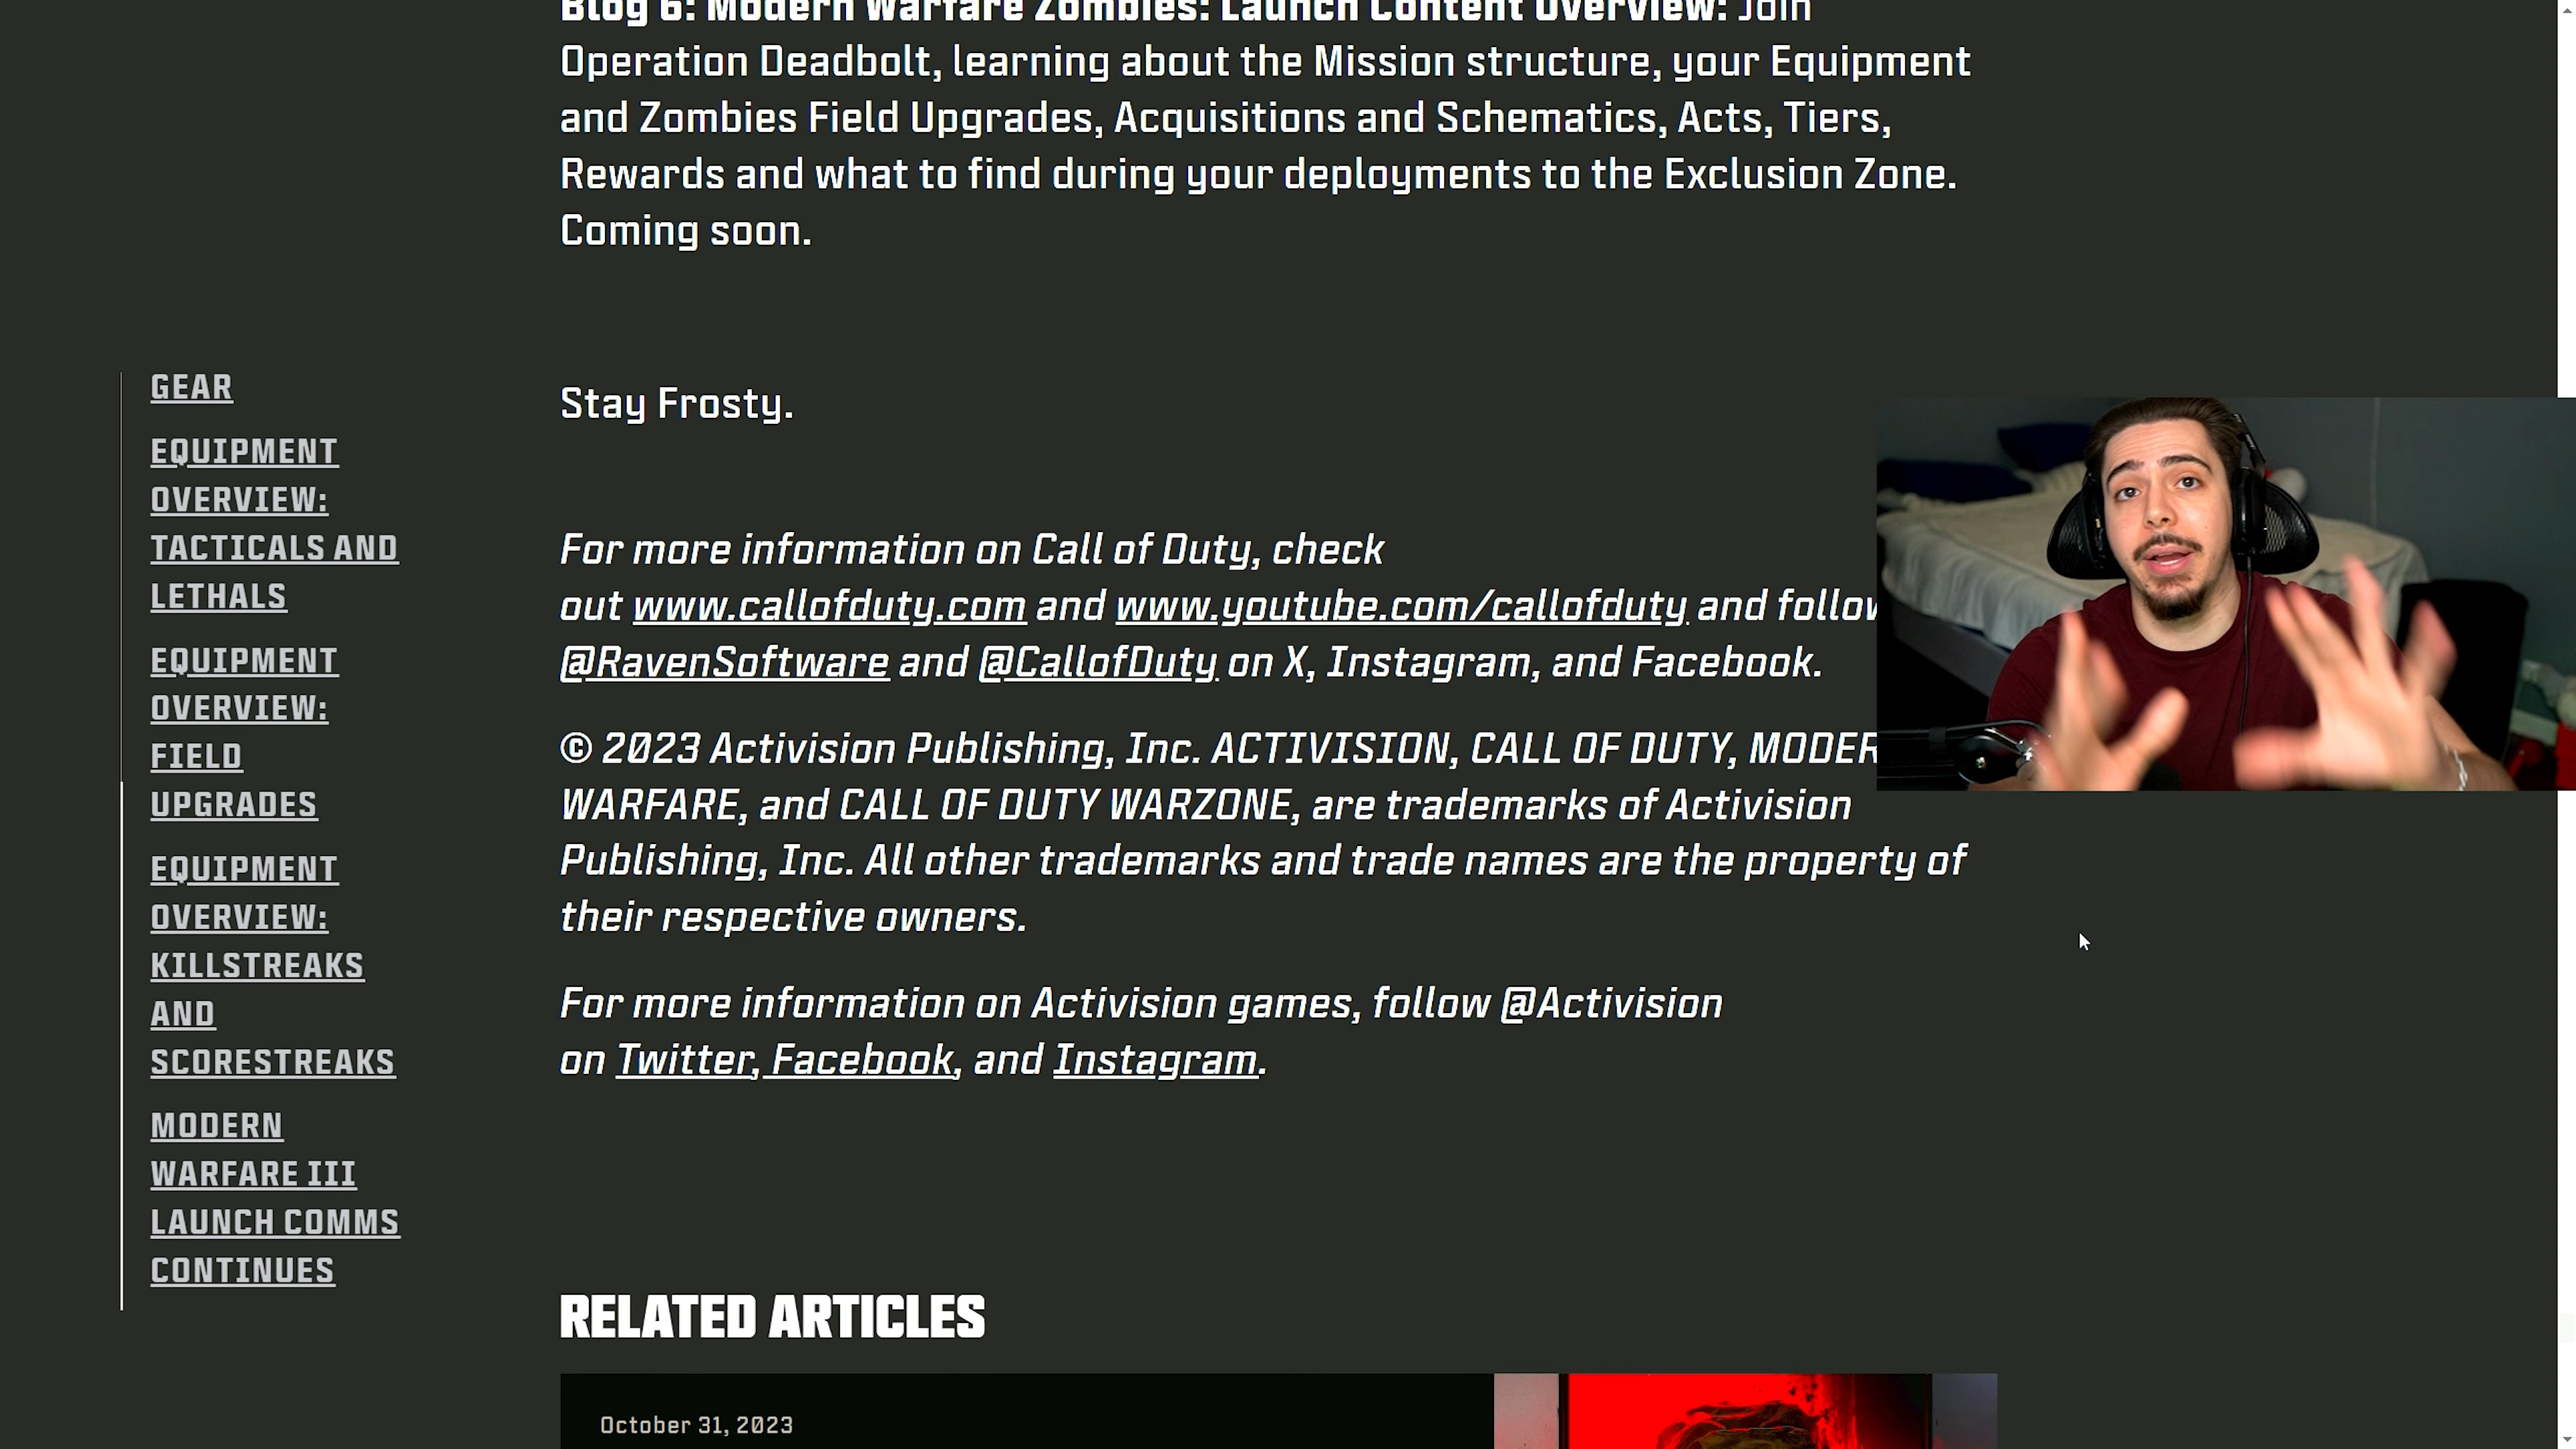 Blog 6: Modern Warfare Zombies: Launch Content Overview: Join
Operation Deadbolt, learning about the Mission structure, your Equipment
and Zombies Field Upgrades, Acquisitions and Schematics, Acts, Tiers,
Rewards and what to find during your deployments to the Exclusion Zone.
Coming soon.
GEAR
EQUIPMENT
OVERVIEW:
TACTICALS AND
LETHALS
EQUIPMENT
OVERVIEW:
FIELD
UPGRADES
EQUIPMENT
OVERVIEW:
KILLSTREAKS
AND
SCORESTREAKS
MODERN
WARFARE III
LAUNCH COMMS
CONTINUES
Stay Frosty.
For more information on Call of Duty, check
out www.callofduty.com and www.youtube.com/callofduty and follow
@RavenSoftware and @CallofDuty on X, Instagram, and Facebook.
© 2023 Activision Publishing, Inc. ACTIVISION, CALL OF DUTY, MODER
WARFARE, and CALL OF DUTY WARZONE, are trademarks of Activision
Publishing, Inc. All other trademarks and trade names are the property of
their respective owners.
For more information on Activision games, follow @Activision
on Twitter, Facebook, and Instagram.
RELATED ARTICLES
October 31, 2023